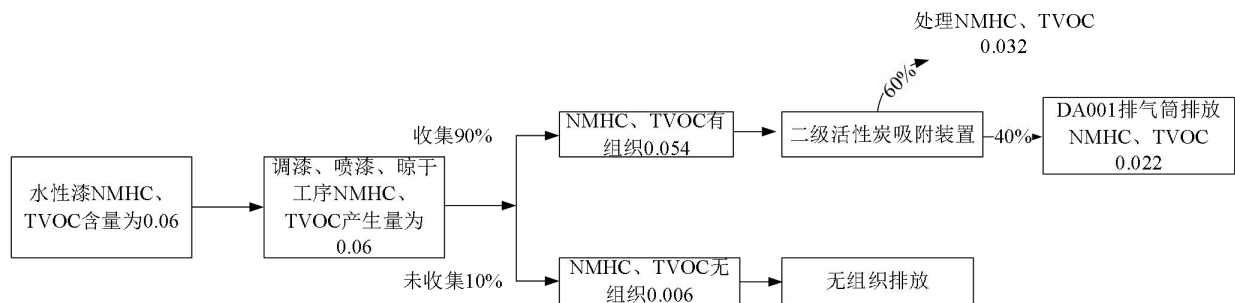 水性漆NMHC、
TVOC含量为0.06
调漆、喷漆、晾干
工序NMHC、
TVOC产生量为
0.06
收集90%
NMHC、TVOC有
组织0.054
二级活性炭吸附装置
60%
处理NMHC、TVOC
0.032
40%
DA001排气筒排放
NMHC、TVOC
0.022
未收集10%
NMHC、TVOC无
组织0.006
无组织排放